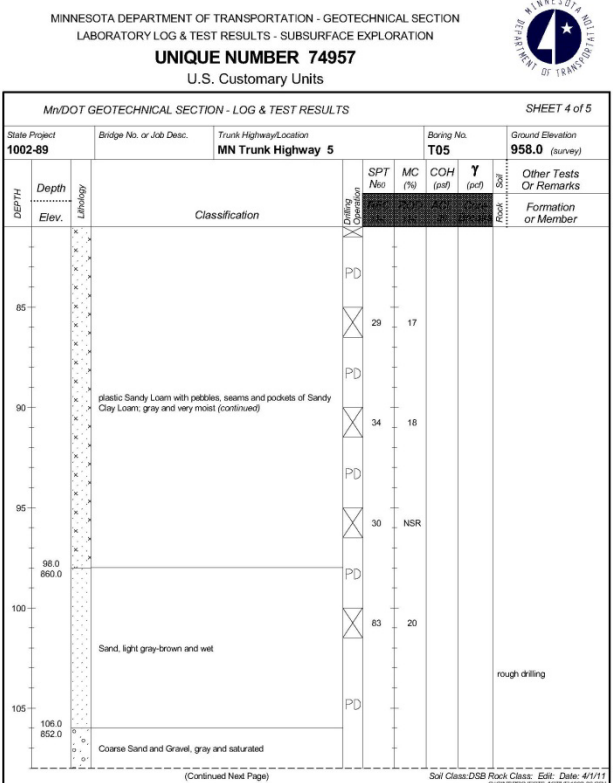 MINNESOTA DEPARTMENT OF TRANSPORTATION - GEOTECHNICAL SECTION
LABORATORY LOG & TEST RESULTS - SUBSURFACE EXPLORATION
UNIQUE NUMBER 74957
U.S. Customary Units
MINNESOTA
DEPARTMENT OF TRANSPORTATION
Mn/DOT GEOTECHNICAL SECTION - LOG & TEST RESULTS SHEET 4 of 5
State Project Bridge No. or Job Desc. Trunk Highway/Location Boring No. Ground Elevation
1002-89 MN Trunk Highway 5 T05 958.0 (survey)
DEPTH Depth Elev. Lithology Classification Drilling Operation SPT N60 MC (%) COH (psf) γ (pcf) Soil Rock Other Tests Or Remarks
Formation or Member
PD
85
29 17
PD
plastic Sandy Loam with pebbles, seams and pockets of Sandy
Clay Loam; gray and very moist (continued)
90
34 18
PD
95
30 NSR
98.0
860.0
PD
100
83 20
Sand, light gray-brown and wet
rough drilling
105
PD
106.0
852.0
Coarse Sand and Gravel, gray and saturated
(Continued Next Page)
Soil Class:DSB Rock Class: Edit: Date: 4/1/11